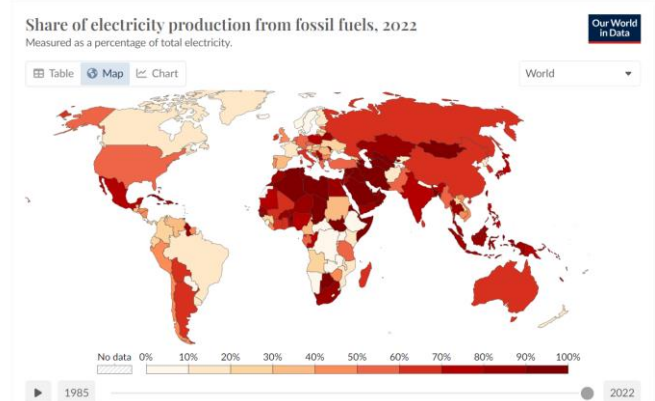 Share of electricity production from fossil fuels, 2022
Measured as a percentage of total electricity.
Our World
in Data
Table Map Chart
World
No data 0% 10% 20% 30% 40% 50% 60% 70% 80% 90% 100%
1985 2022